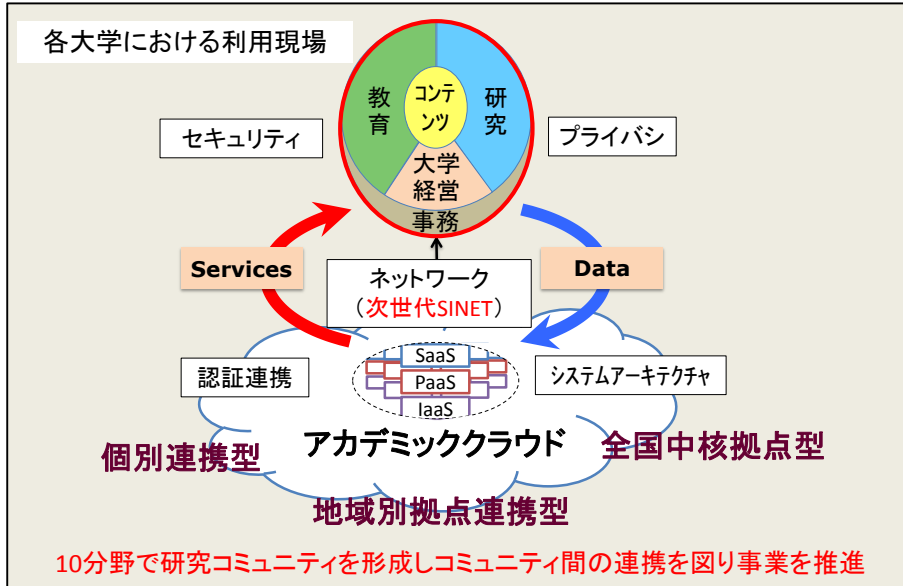 各大学における利用現場
教育
コンテ
ンツ
研究
大学
経営
事務
セキュリティ
プライバシ
Services
Data
ネットワーク
（次世代SINET）
認証連携
システムアーキテクチャ
SaaS
PaaS
IaaS
アカデミッククラウド
個別連携型
全国中核拠点型
地域別拠点連携型
10分野で研究コミュニティを形成しコミュニティ間の連携を図り事業を推進